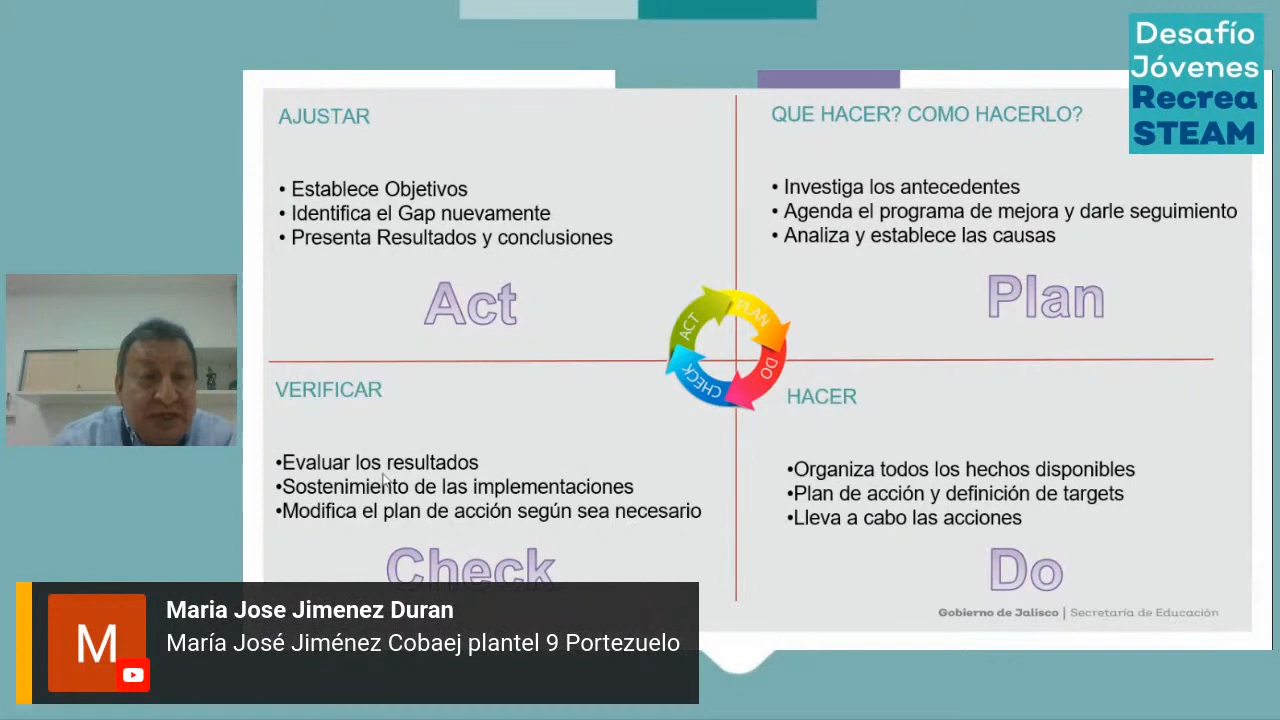 Desafío
Jóvenes
Recrea
STEAM
AJUSTAR
• Establece Objetivos
• Identifica el Gap nuevamente
• Presenta Resultados y conclusiones
Act
QUE HACER? COMO HACERLO?
• Investiga los antecedentes
• Agenda el programa de mejora y darle seguimiento
• Analiza y establece las causas
Plan
PLAN
DO
CHECK
ACT
VERIFICAR
•Evaluar los resultados
•Sostenimiento de las implementaciones
•Modifica el plan de acción según sea necesario
Check
HACER
•Organiza todos los hechos disponibles
•Plan de acción y definición de targets
•Lleva a cabo las acciones
Do
Gobierno de Jalisco | Secretaría de Educación
M
Maria Jose Jimenez Duran
María José Jiménez Cobaej plantel 9 Portezuelo